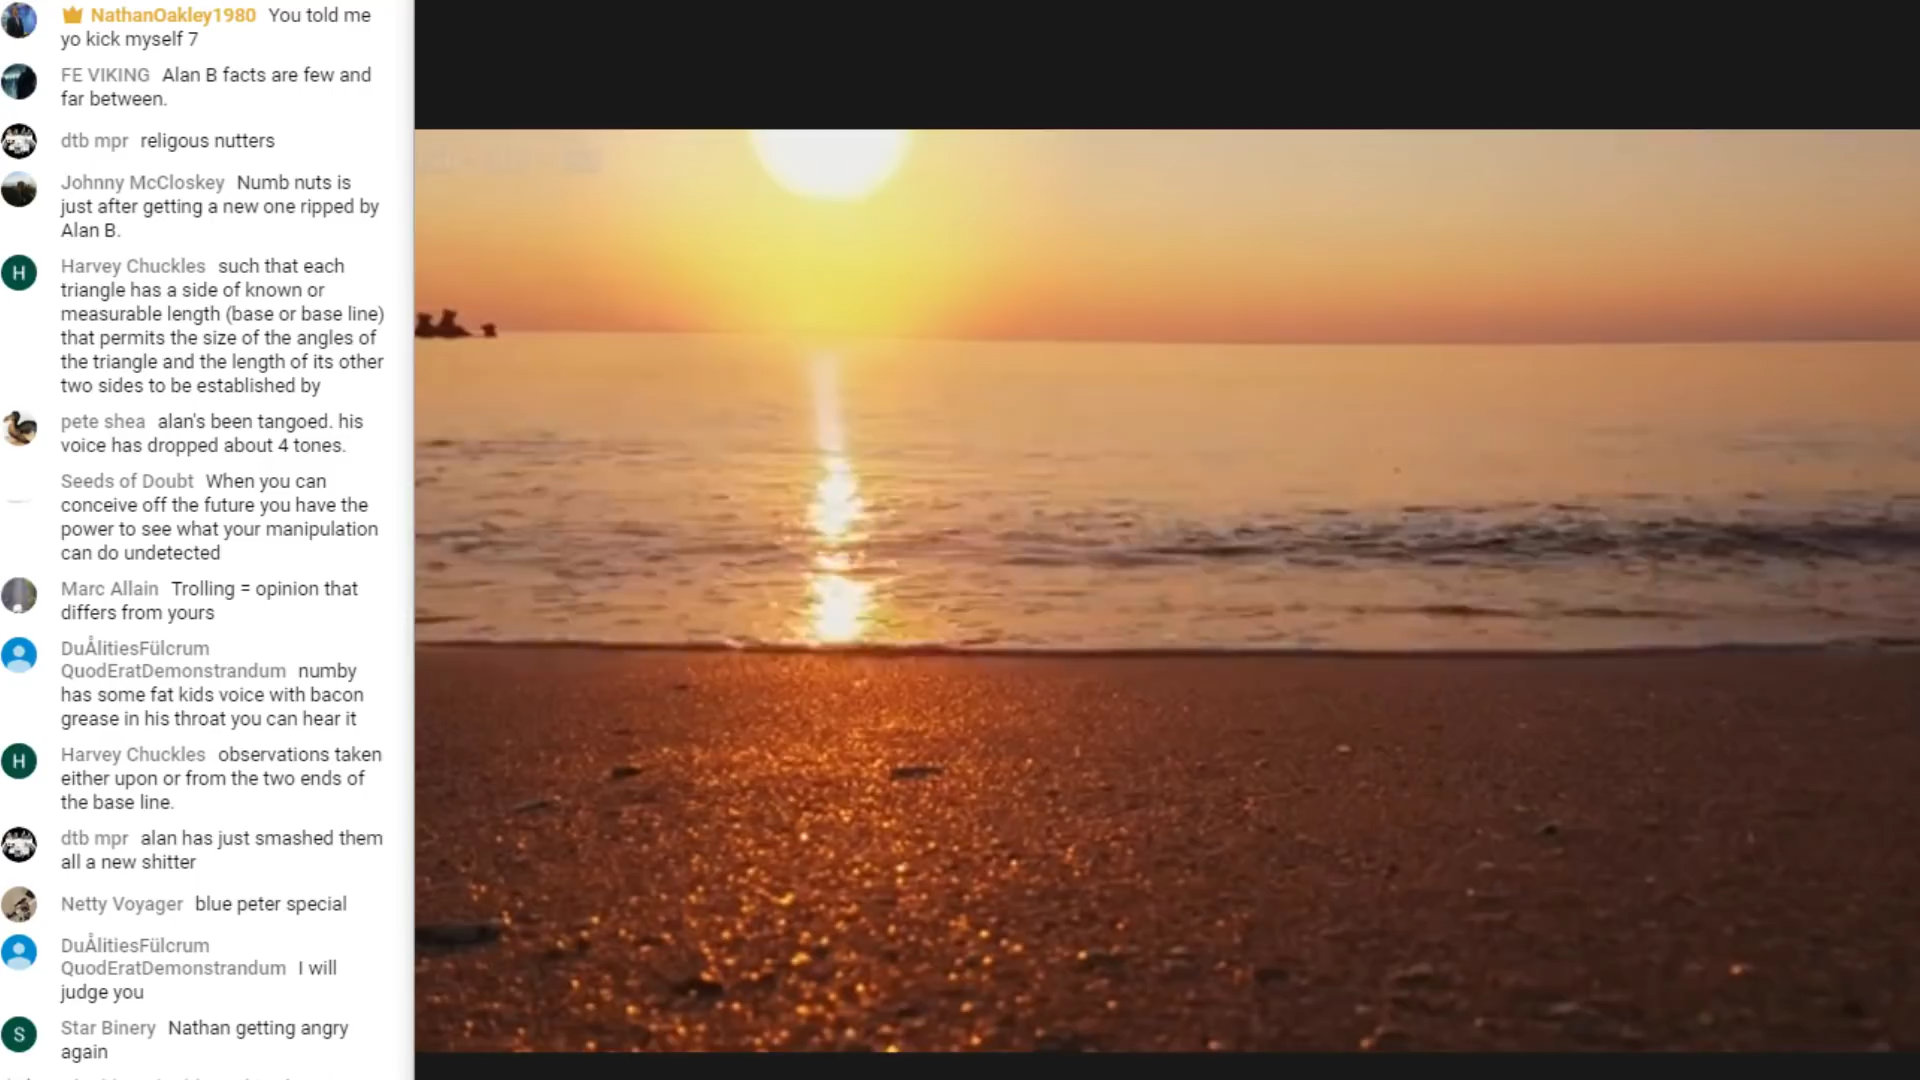 NathanOakley1980 You told me
yo kick myself 7
FE VIKING Alan B facts are few and
far between.
dtb mpr religous nutters
Johnny McCloskey Numb nuts is
just after getting a new one ripped by
Alan B.
H
Harvey Chuckles such that each
triangle has a side of known or
measurable length (base or base line)
that permits the size of the angles of
the triangle and the length of its other
two sides to be established by
pete shea alan's been tangoed. his
voice has dropped about 4 tones.
Seeds of Doubt When you can
conceive off the future you have the
power to see what your manipulation
can do undetected
Marc Allain Trolling = opinion that
differs from yours
DuÅlitiesFülcrum
QuodEratDemonstrandum numby
has some fat kids voice with bacon
grease in his throat you can hear it
H
Harvey Chuckles observations taken
either upon or from the two ends of
the base line.
dtb mpr alan has just smashed them
all a new shitter
Netty Voyager blue peter special
DuÅlitiesFülcrum
QuodEratDemonstrandum I will
judge you
S
Star Binery Nathan getting angry
again